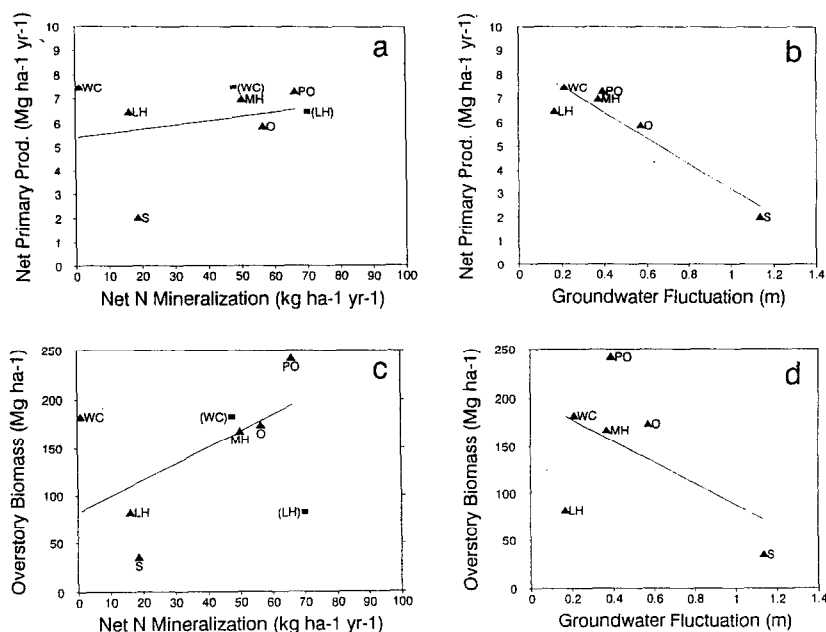 a
Net Primary Prod. (Mg ha-1 yr-1)
10
9
8
7
6
5
4
3
2
1
0
WC
(WC)
PO
LH
MH
(LH)
O
S
0 10 20 30 40 50 60 70 80 90 100
Net N Mineralization (kg ha-1 yr-1)
b
Net Primary Prod. (Mg ha-1 yr-1)
10
9
8
7
6
5
4
3
2
1
0
WC
PO
MH
LH
O
S
0 0.2 0.4 0.6 0.8 1 1.2 1.4
Groundwater Fluctuation (m)
c
Overstory Biomass (Mg ha-1)
250
200
150
100
50
0
PO
WC
(WC)
MH
O
LH
(LH)
S
0 10 20 30 40 50 60 70 80 90 100
Net N Mineralization (kg ha-1 yr-1)
d
Overstory Biomass (Mg ha-1)
250
200
150
100
50
0
PO
WC
O
MH
LH
S
0 0.2 0.4 0.6 0.8 1 1.2 1.4
Groundwater Fluctuation (m)